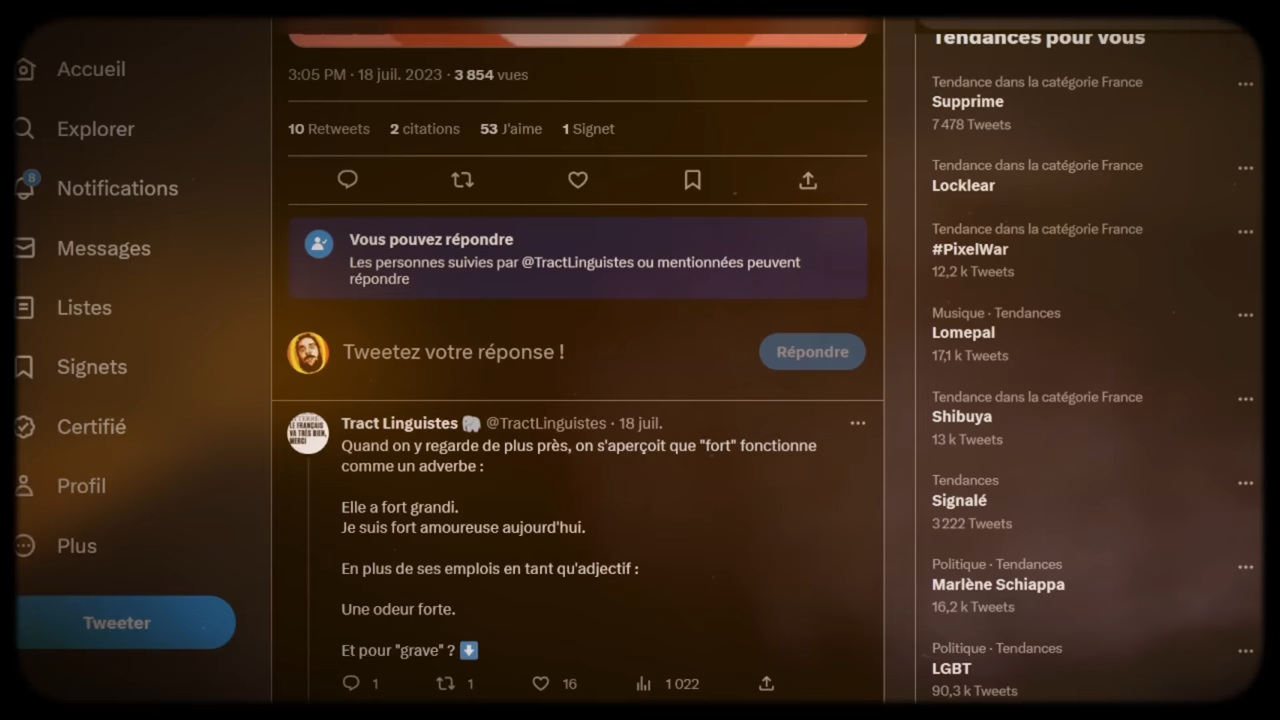 Accueil
Explorer
8
Notifications
Messages
Listes
Signets
Certifié
Profil
Plus
Tweeter
3:05 PM · 18 juil. 2023 · 3 854 vues
10 Retweets 2 citations 53 J'aime 1 Signet
Vous pouvez répondre
Les personnes suivies par @TractLinguistes ou mentionnées peuvent
répondre
Tweetez votre réponse !
Répondre
LE FRANÇAIS
VA TRÈS BIEN,
MERCI
Tract Linguistes @TractLinguistes · 18 juil.
Quand on y regarde de plus près, on s'aperçoit que "fort" fonctionne
comme un adverbe :
Elle a fort grandi.
Je suis fort amoureuse aujourd'hui.
En plus de ses emplois en tant qu'adjectif :
Une odeur forte.
Et pour "grave" ? ⬇️
1 1 16 1 022
Tendances pour vous
Tendance dans la catégorie France
Supprime
7 478 Tweets
Tendance dans la catégorie France
Locklear
Tendance dans la catégorie France
#PixelWar
12,2 k Tweets
Musique · Tendances
Lomepal
17,1 k Tweets
Tendance dans la catégorie France
Shibuya
13 k Tweets
Tendances
Signalé
3 222 Tweets
Politique · Tendances
Marlène Schiappa
16,2 k Tweets
Politique · Tendances
LGBT
90,3 k Tweets